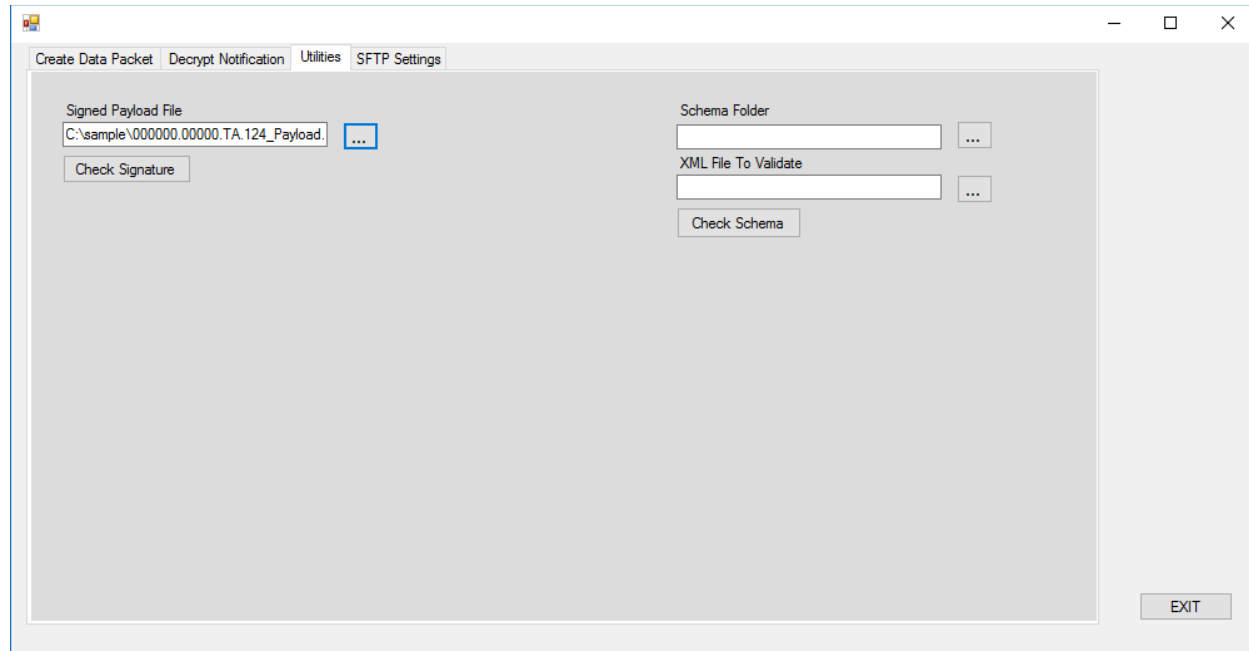 Create Data Packet Decrypt Notification Utilities SFTP Settings
Signed Payload File
C:\sample\000000.00000.TA.124_Payload.
...
Check Signature
Schema Folder
...
XML File To Validate
...
Check Schema
EXIT